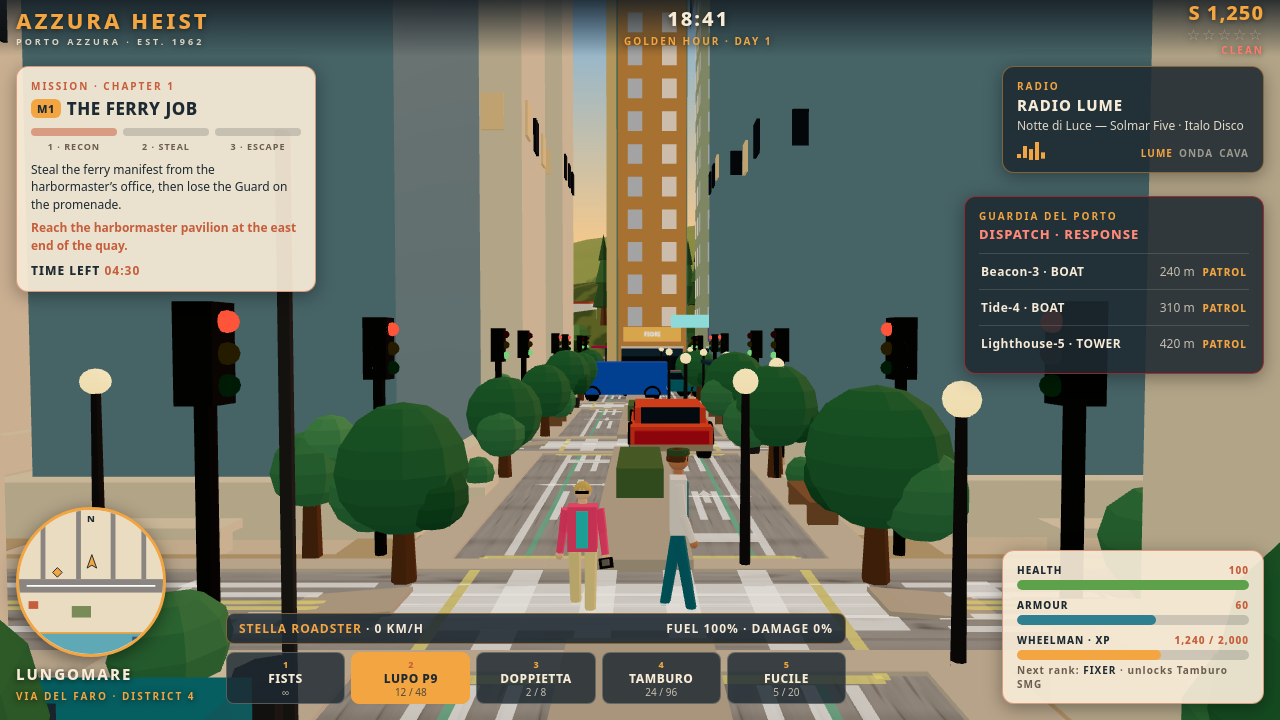 AZZURA HEIST
PORTO AZZURA · EST. 1962
18:41
GOLDEN HOUR · DAY 1
S 1,250
☆☆☆☆☆
CLEAN
MISSION · CHAPTER 1
M1 THE FERRY JOB
1 · RECON 2 · STEAL 3 · ESCAPE
Steal the ferry manifest from the
harbormaster's office, then lose the Guard on
the promenade.
Reach the harbormaster pavilion at the east
end of the quay.
TIME LEFT 04:30
RADIO
RADIO LUME
Notte di Luce — Solmar Five · Italo Disco
LUME ONDA CAVA
GUARDIA DEL PORTO
DISPATCH · RESPONSE
Beacon-3 · BOAT 240 m PATROL
Tide-4 · BOAT 310 m PATROL
Lighthouse-5 · TOWER 420 m PATROL
FIORI
N
LUNGOMARE
VIA DEL FARO · DISTRICT 4
STELLA ROADSTER · 0 KM/H FUEL 100% · DAMAGE 0%
1 2 3 4 5
FISTS LUPO P9 DOPPIETTA TAMBURO FUCILE
∞ 12 / 48 2 / 8 24 / 96 5 / 20
HEALTH 100
ARMOUR 60
WHEELMAN · XP 1,240 / 2,000
Next rank: FIXER · unlocks Tamburo
SMG